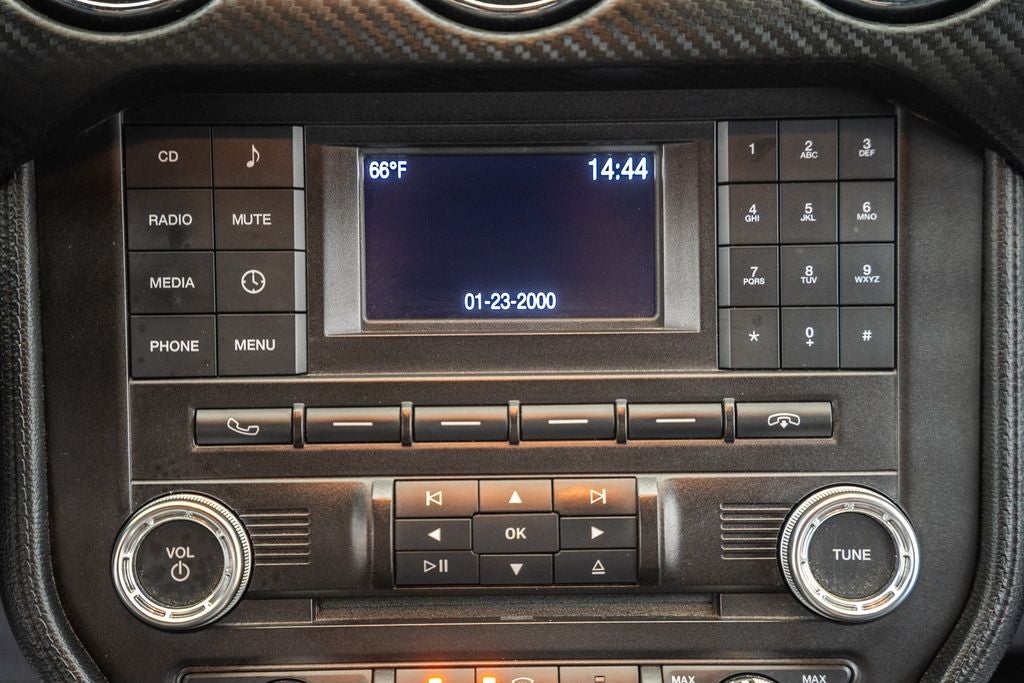 CD
RADIO MUTE
MEDIA
PHONE MENU
66°F 14:44
01-23-2000
1 2 ABC 3 DEF
4 GHI 5 JKL 6 MNO
7 PQRS 8 TUV 9 WXYZ
* 0 + #
OK
VOL
TUNE
MAX MAX